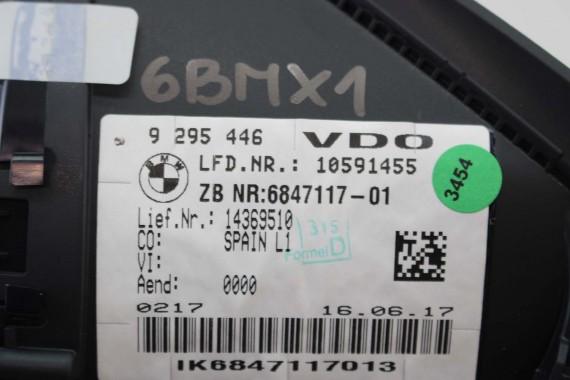 6BMX1
9 295 446 VDO
BMW
LFD.NR.: 10591455
ZB NR:6847117-01
3454
Lief.Nr.: 14369510
CO: SPAIN L1
315
Formel D
VI:
Aend: 0000
0217 16.06.17
IK6847117013